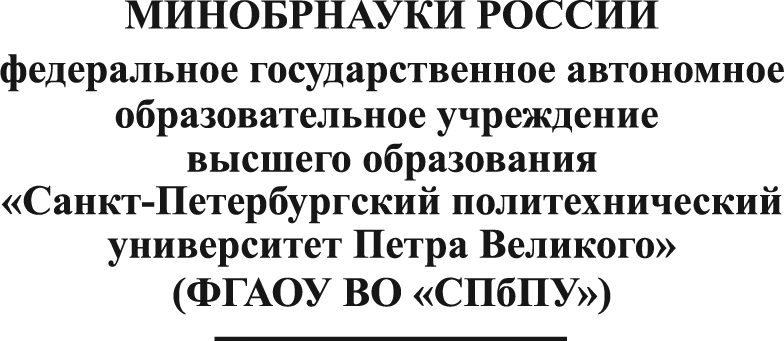 МИНОБРНАУКИ РОССИИ
федеральное государственное автономное
образовательное учреждение
высшего образования
«Санкт-Петербургский политехнический
университет Петра Великого»
(ФГАОУ ВО «СПбПУ»)